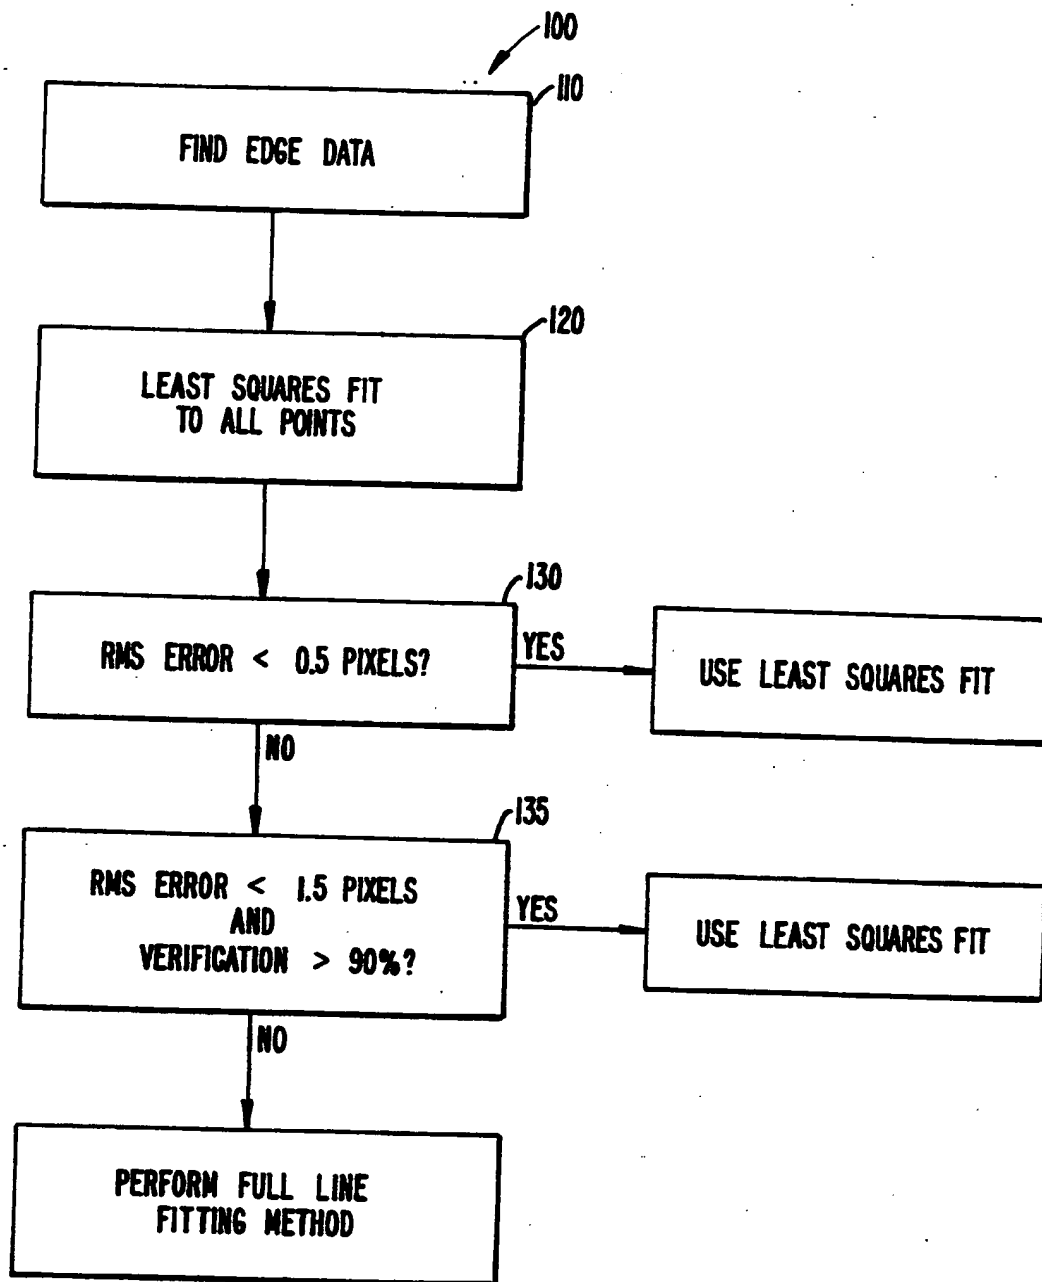 100
110
FIND EDGE DATA
120
LEAST SQUARES FIT
TO ALL POINTS
130
RMS ERROR < 0.5 PIXELS?
YES
USE LEAST SQUARES FIT
NO
135
RMS ERROR < 1.5 PIXELS
AND
VERIFICATION > 90%?
YES
USE LEAST SQUARES FIT
NO
PERFORM FULL LINE
FITTING METHOD